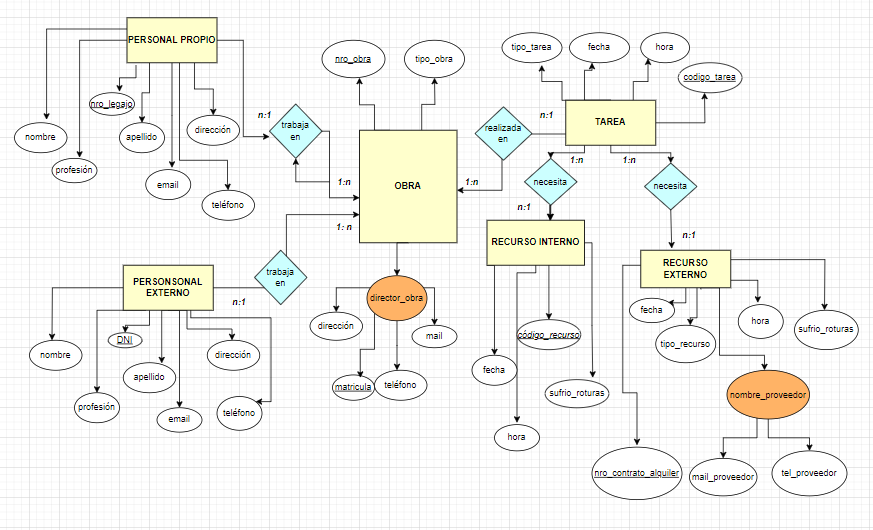 PERSONAL PROPIO
nro_legajo
nombre
apellido
dirección
profesión
email
teléfono
n:1
trabaja
en
1:n
nro_obra
tipo_obra
OBRA
1: n
PERSONSONAL
EXTERNO
n:1
trabaja
en
nombre
DNI
dirección
apellido
profesión
email
teléfono
director_obra
dirección
mail
matricula
teléfono
tipo_tarea
fecha
hora
codigo_tarea
TAREA
n:1
realizada
en
1:n
1:n
1:n
necesita
necesita
n:1
n:1
RECURSO INTERNO
código_recurso
fecha
sufrio_roturas
hora
RECURSO
EXTERNO
fecha
tipo_recurso
hora
sufrio_roturas
nombre_proveedor
nro_contrato_alquiler
mail_proveedor
tel_proveedor